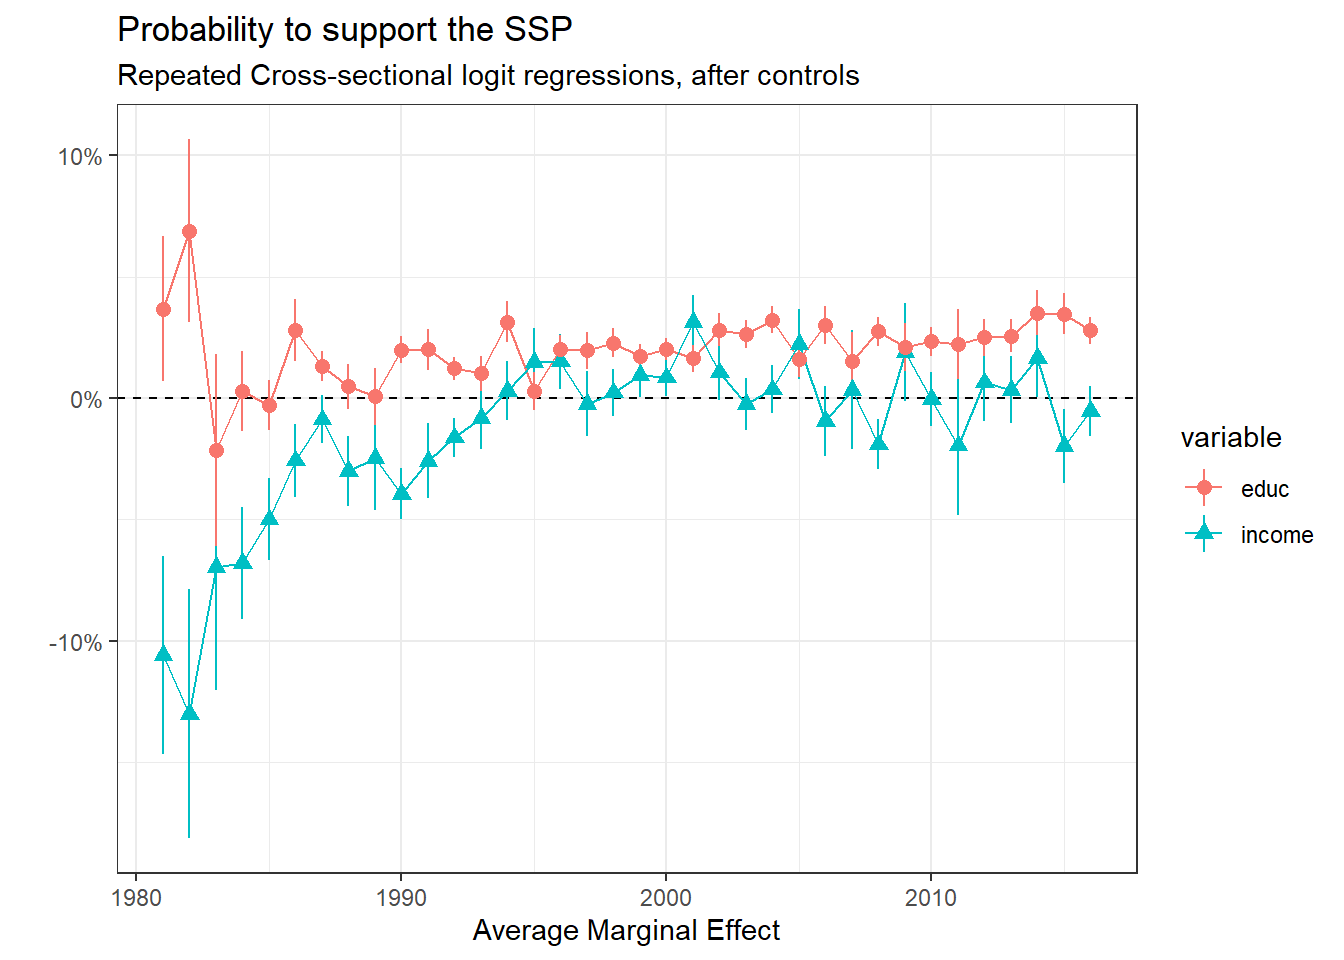 Probability to support the SSP
Repeated Cross-sectional logit regressions, after controls
10%
0%
-10%
1980
1990
2000
2010
Average Marginal Effect
variable
educ
income